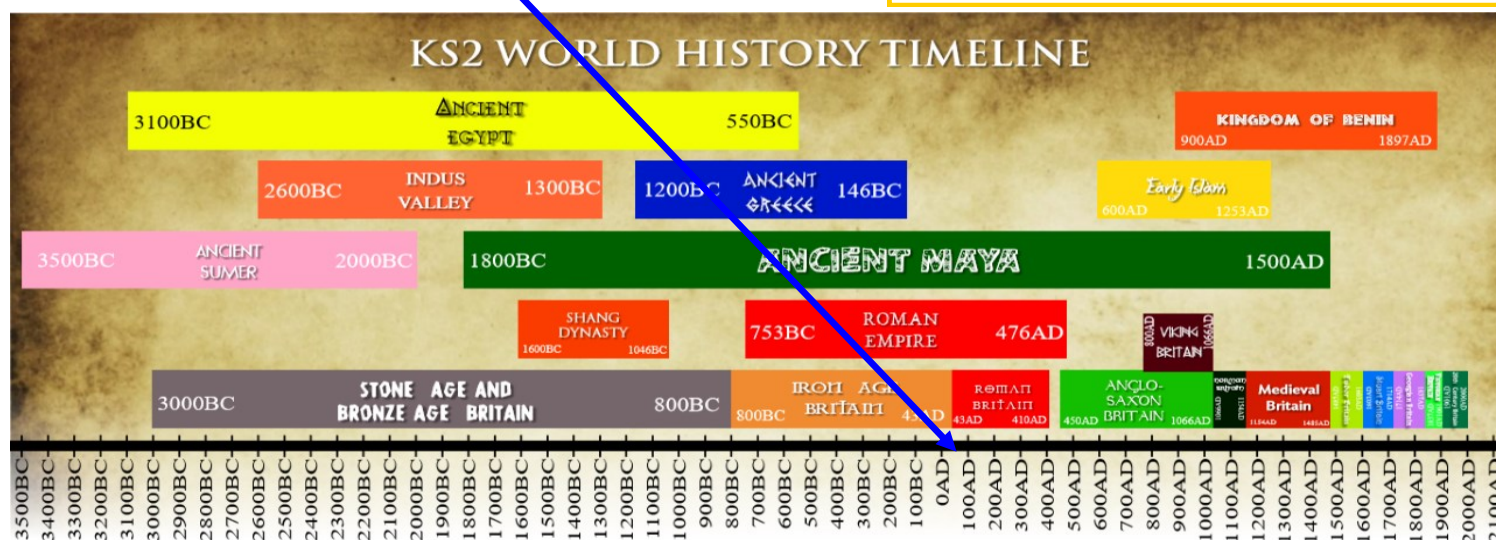 KS2 WORLD HISTORY TIMELINE
3100BC
ANCIENT
EGYPT
550BC
KINGDOM OF BENIN
900AD
1897AD
2600BC
INDUS
VALLEY
1300BC
1200BC
ANCIENT
GREECE
146BC
Early Islam
600AD
1253AD
3500BC
ANCIENT
SUMER
2000BC
1800BC
ANCIENT MAYA
1500AD
SHANG
DYNASTY
1600BC
1046BC
753BC
ROMAN
EMPIRE
476AD
800AD
VIKING
BRITAIN
1066AD
3000BC
STONE AGE AND
BRONZE AGE BRITAIN
800BC
800BC
IRON AGE
BRITAIN
43AD
ROMAN
BRITAIN
43AD
410AD
ANGLO-
SAXON
BRITAIN
450AD
1066AD
Medieval
Britain
1154AD
1485AD
3500BC
3400BC
3300BC
3200BC
3100BC
3000BC
2900BC
2800BC
2700BC
2600BC
2500BC
2400BC
2300BC
2200BC
2100BC
2000BC
1900BC
1800BC
1700BC
1600BC
1500BC
1400BC
1300BC
1200BC
1100BC
1000BC
900BC
800BC
700BC
600BC
500BC
400BC
300BC
200BC
100BC
0AD
100AD
200AD
300AD
400AD
500AD
600AD
700AD
800AD
900AD
1000AD
1100AD
1200AD
1300AD
1400AD
1500AD
1600AD
1700AD
1800AD
1900AD
2000AD
2100AD